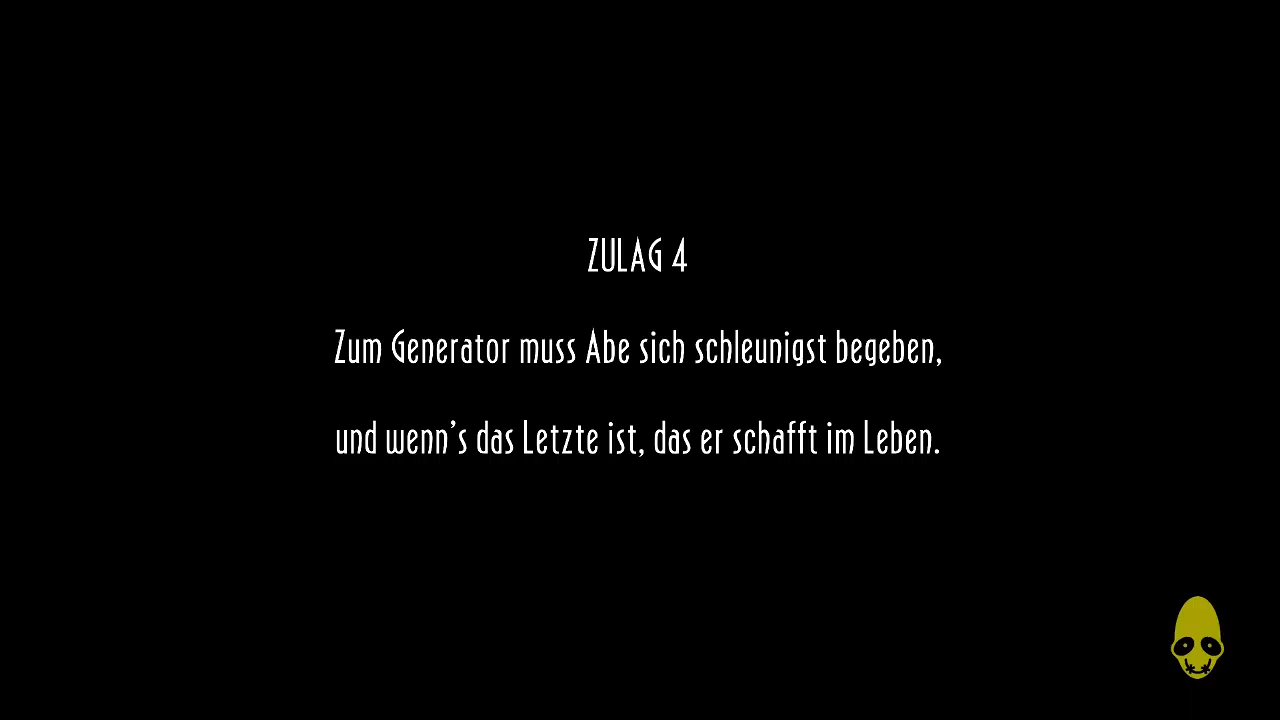 ZULAG 4
Zum Generator muss Abe sich schleunigst begeben,
und wenn’s das Letzte ist, das er schafft im Leben.